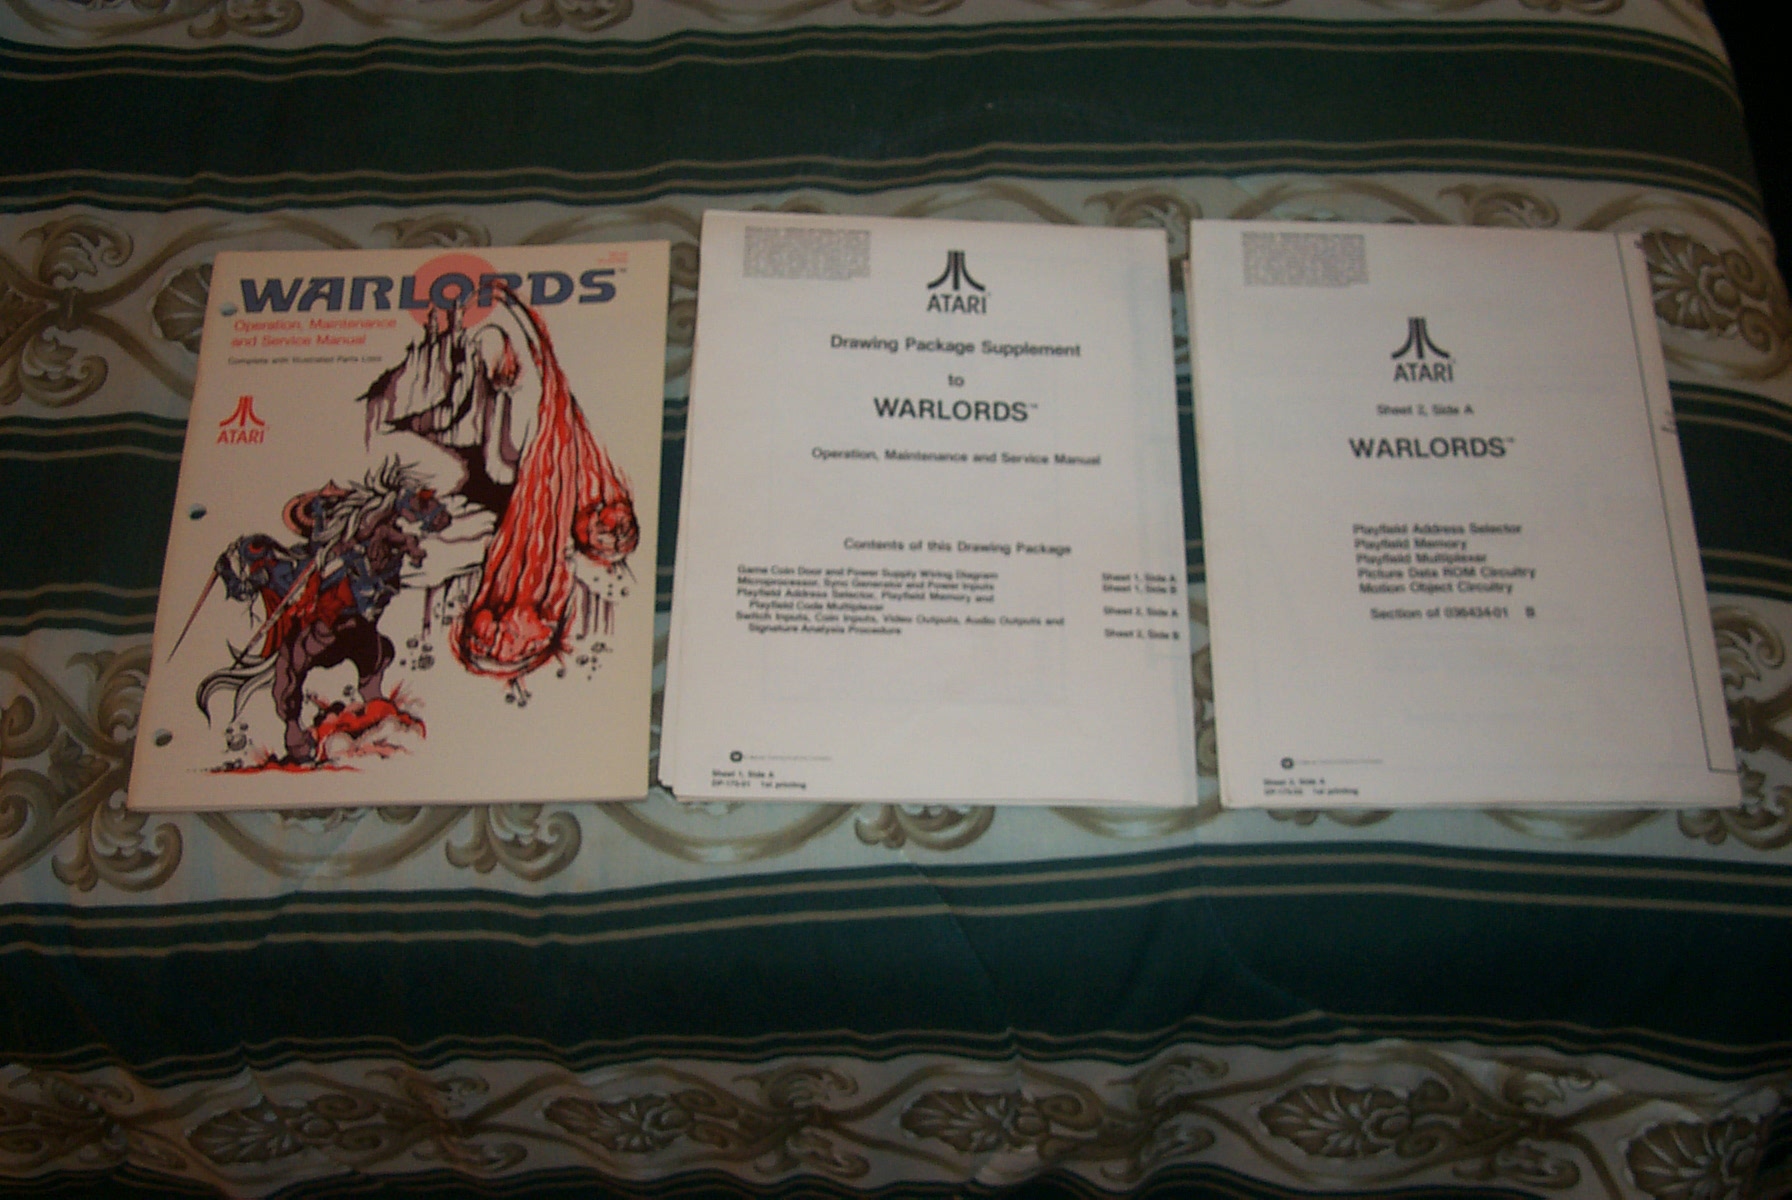 WARLORDS™
Operation, Maintenance
and Service Manual
Complete with Illustrated Parts Lists
ATARI
ATARI
Drawing Package Supplement
to
WARLORDS™
Operation, Maintenance and Service Manual
Contents of this Drawing Package
Game Coin Door and Power Supply Wiring Diagram Sheet 1, Side A
Microprocessor, Sync Generator and Power Inputs Sheet 1, Side B
Playfield Address Selector, Playfield Memory and
Playfield Code Multiplexer Sheet 2, Side A
Switch Inputs, Coin Inputs, Video Outputs, Audio Outputs and
Signature Analysis Procedure Sheet 2, Side B
Sheet 1, Side A
1st printing
ATARI
Sheet 2, Side A
WARLORDS™
Playfield Address Selector
Playfield Memory
Playfield Multiplexer
Picture Data ROM Circuitry
Motion Object Circuitry
Section of 036434-01 B
Sheet 2, Side A
1st printing